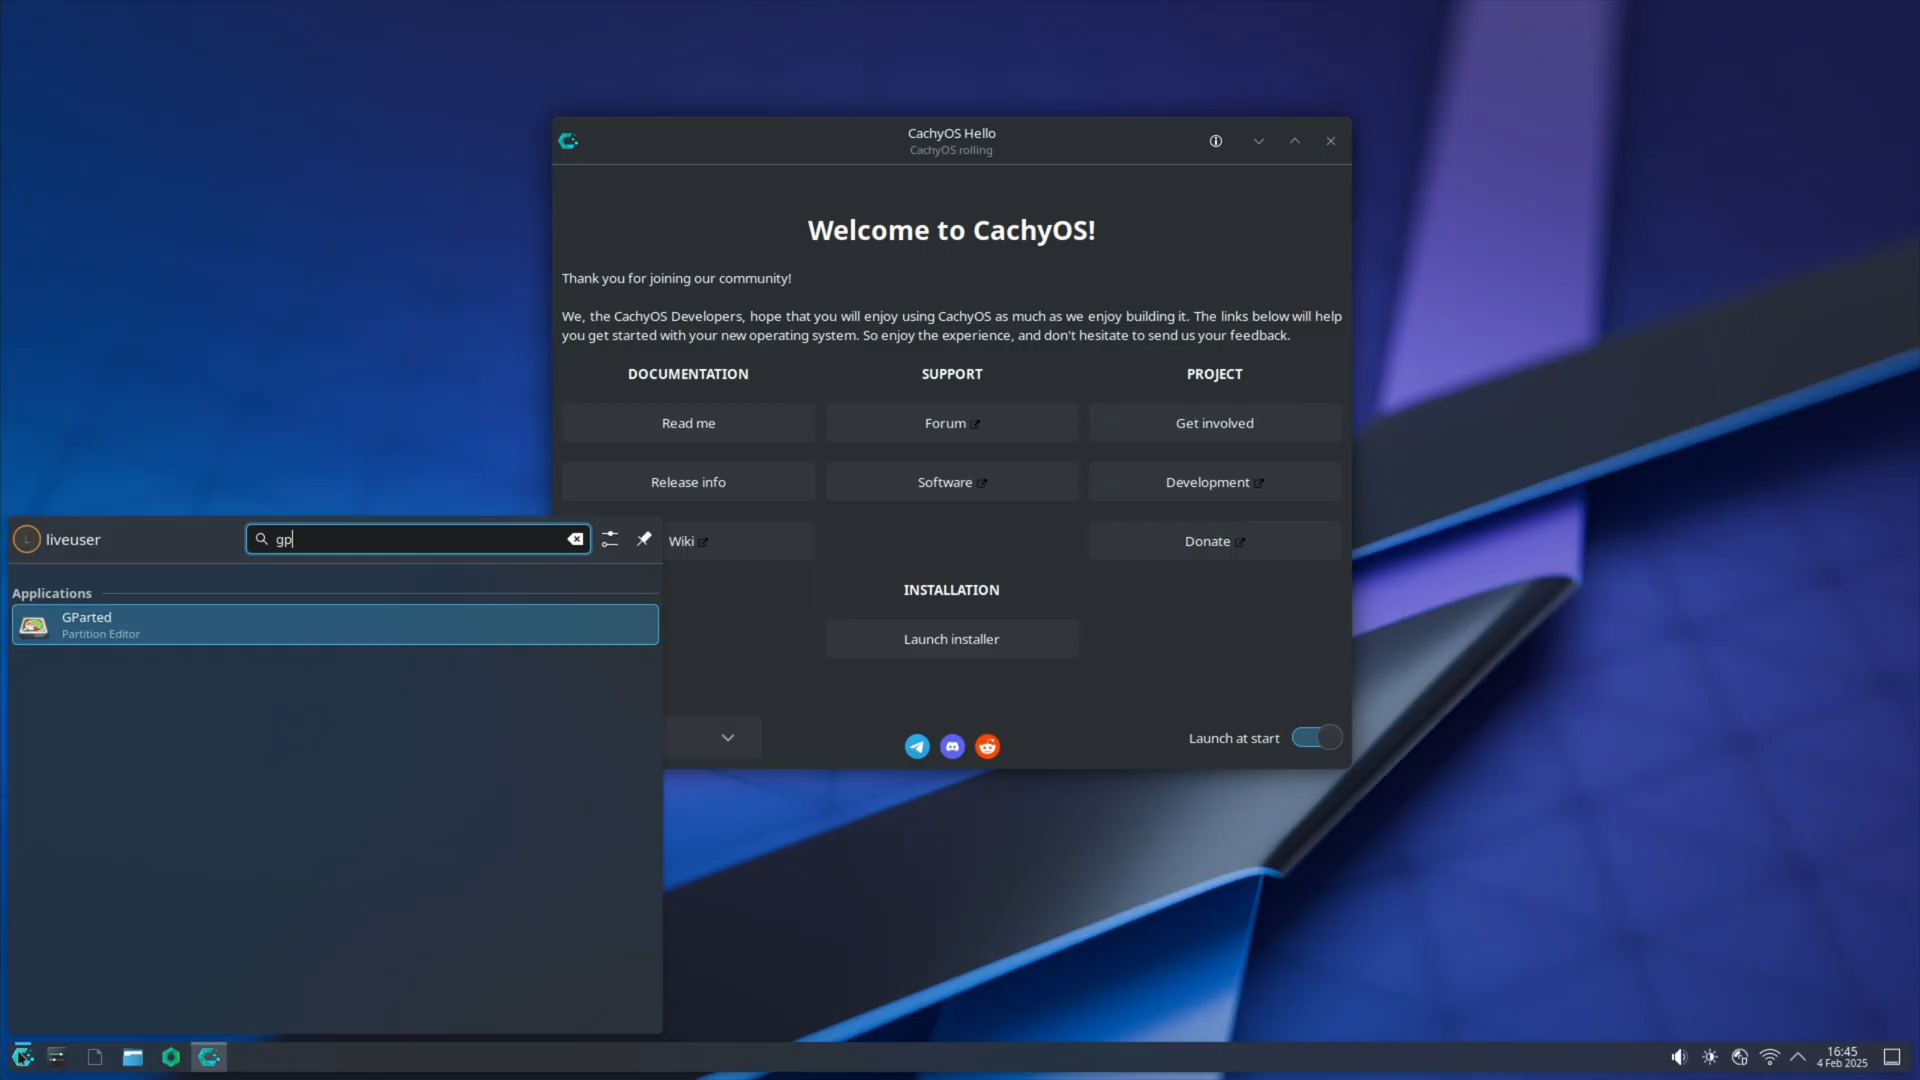 CachyOS Hello
CachyOS rolling
Welcome to CachyOS!
Thank you for joining our community!
We, the CachyOS Developers, hope that you will enjoy using CachyOS as much as we enjoy building it. The links below will help
you get started with your new operating system. So enjoy the experience, and don't hesitate to send us your feedback.
DOCUMENTATION
SUPPORT
PROJECT
Read me
Forum
Get involved
Release info
Software
Development
Wiki
Donate
INSTALLATION
Launch installer
Launch at start
L
liveuser
gp
Applications
GParted
Partition Editor
16:45
4 Feb 2025